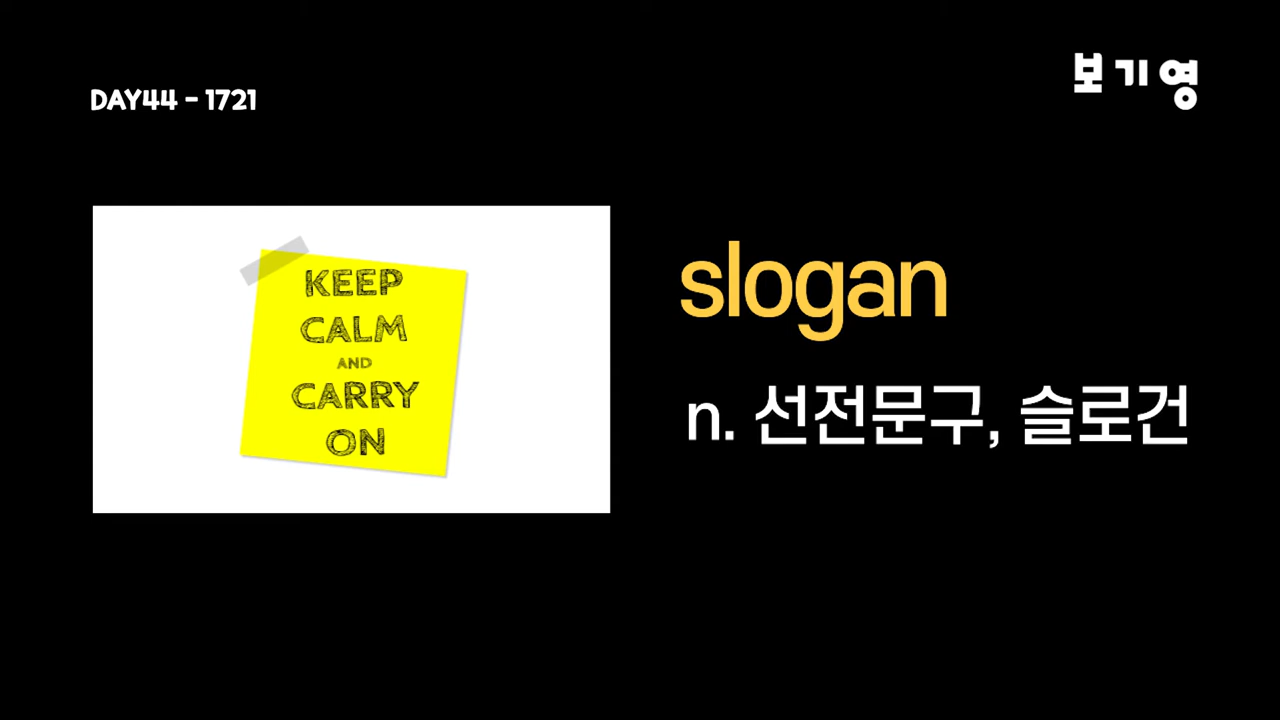 DAY44 - 1721
보기영
KEEP
CALM
AND
CARRY
ON
slogan
n. 선전문구, 슬로건